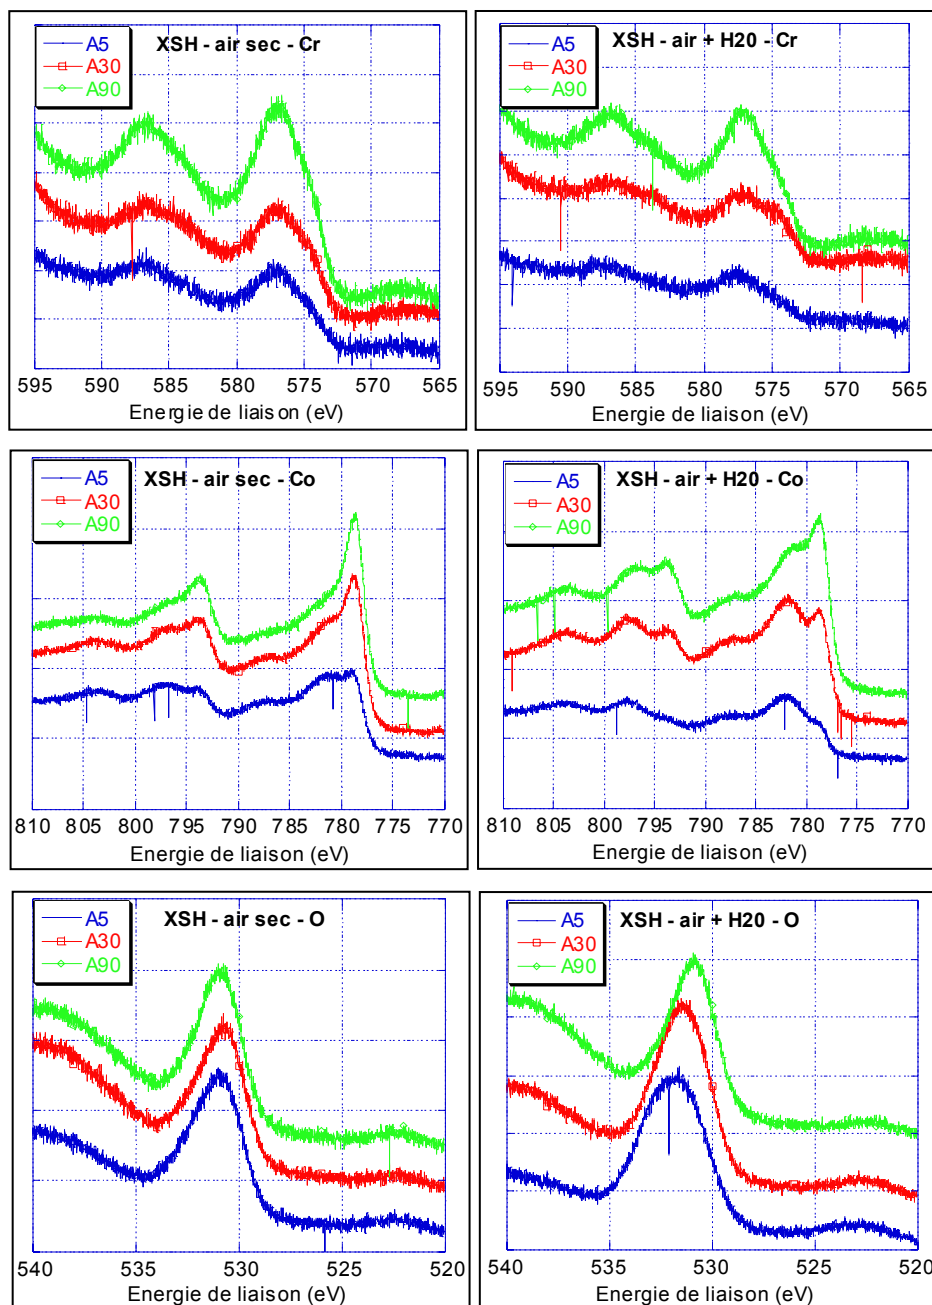 XSH - air sec - Cr
A5
A30
A90
595 590 585 580 575 570 565
Energie de liaison (eV)
XSH - air + H20 - Cr
A5
A30
A90
595 590 585 580 575 570 565
Energie de liaison (eV)
XSH - air sec - Co
A5
A30
A90
810 805 800 795 790 785 780 775 770
Energie de liaison (eV)
XSH - air + H20 - Co
A5
A30
A90
810 805 800 795 790 785 780 775 770
Energie de liaison (eV)
XSH - air sec - O
A5
A30
A90
540 535 530 525 520
Energie de liaison (eV)
XSH - air + H20 - O
A5
A30
A90
540 535 530 525 520
Energie de liaison (eV)